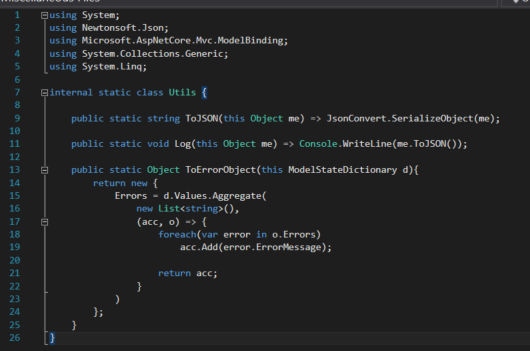 1 using System;
2 using Newtonsoft.Json;
3 using Microsoft.AspNetCore.Mvc.ModelBinding;
4 using System.Collections.Generic;
5 using System.Linq;
6
7 internal static class Utils {
8
9 public static string ToJSON(this Object me) => JsonConvert.SerializeObject(me);
10
11 public static void Log(this Object me) => Console.WriteLine(me.ToJSON());
12
13 public static Object ToErrorObject(this ModelStateDictionary d){
14 return new {
15 Errors = d.Values.Aggregate(
16 new List<string>(),
17 (acc, o) => {
18 foreach(var error in o.Errors)
19 acc.Add(error.ErrorMessage);
20
21 return acc;
22 }
23 )
24 };
25 }
26 }